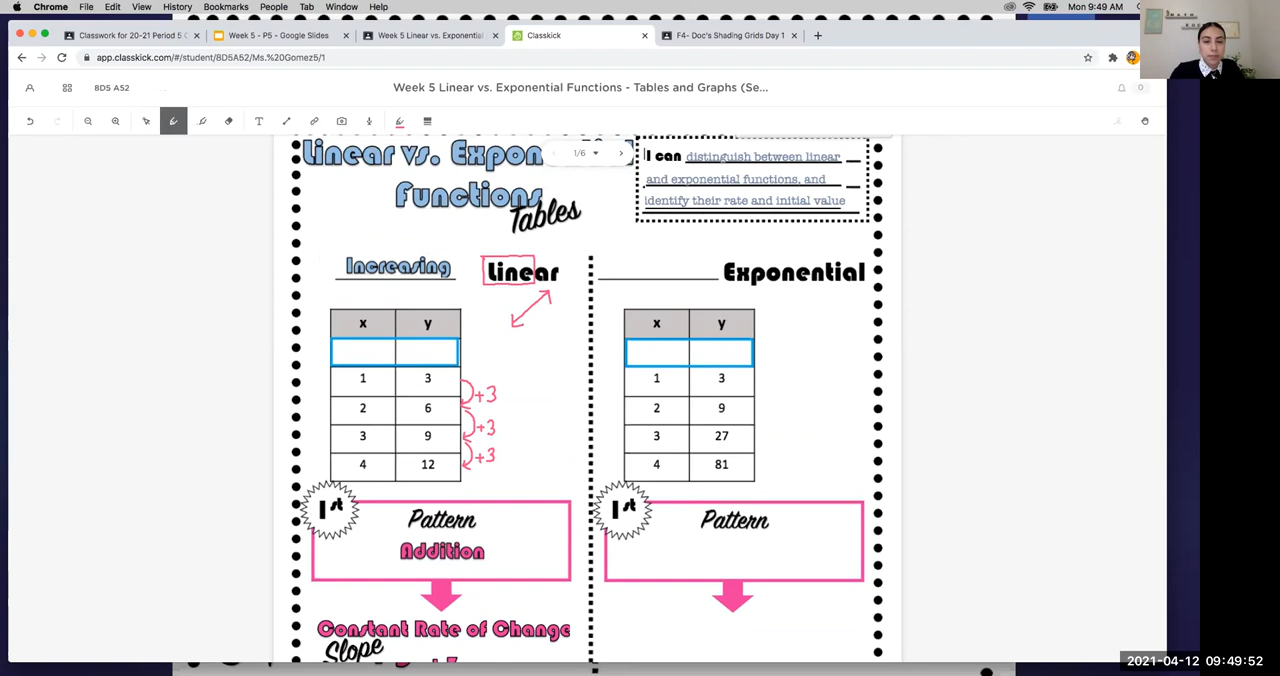 Chrome File Edit View History Bookmarks People Tab Window Help
Mon 9:49 AM
Classwork for 20-21 Period 5
Week 5 - P5 - Google Slides
Week 5 Linear vs. Exponential
Classkick
F4- Doc's Shading Grids Day 1
app.classkick.com/#/student/BD5A52/Ms.%20Gomez5/1
BD5 A52
Week 5 Linear vs. Exponential Functions - Tables and Graphs (Se...
0
1/6
Linear vs. Expon
Functions
Tables
I can distinguish between linear
and exponential functions, and
identify their rate and initial value
Increasing Linear
Exponential
x y
1 3
2 6
3 9
4 12
+3
+3
+3
x y
1 3
2 9
3 27
4 81
1st
Pattern
Addition
1st
Pattern
Constant Rate of Change
Slope
2021-04-12 09:49:52